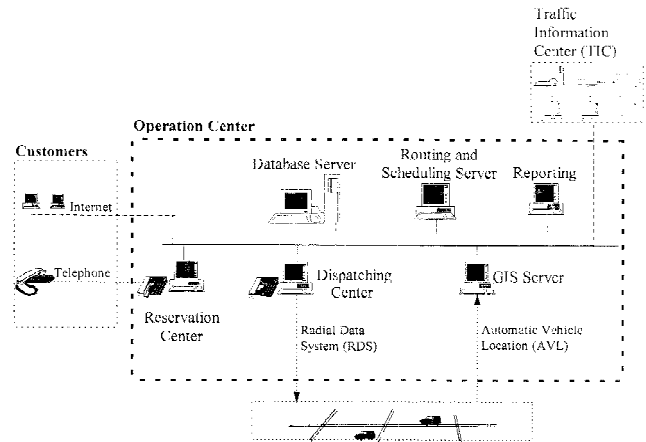 Traffic
Information
Center (TIC)
Operation Center
Customers
Database Server
Routing and
Scheduling Server
Reporting
Internet
Telephone
Dispatching
Center
GIS Server
Reservation
Center
Radial Data
System (RDS)
Automatic Vehicle
Location (AVL)